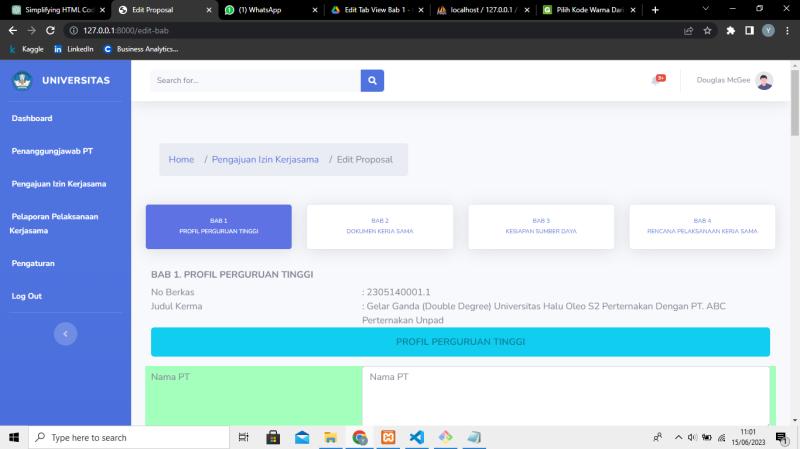 Simplifying HTML Cod
Edit Proposal
(1) WhatsApp
Edit Tab View Bab 1 -
localhost / 127.0.0.1 /
Pilih Kode Warna Dari
127.0.0.1:8000/edit-bab
Y
Kaggle
LinkedIn
Business Analytics...
UNIVERSITAS
Search for...
Douglas McGee
Dashboard
Penanggungjawab PT
Pengajuan Izin Kerjasama
Pelaporan Pelaksanaan
Kerjasama
Pengaturan
Log Out
Home / Pengajuan Izin Kerjasama / Edit Proposal
BAB 1
PROFIL PERGURUAN TINGGI
BAB 2
DOKUMEN KERJA SAMA
BAB 3
KESIAPAN SUMBER DAYA
BAB 4
RENCANA PELAKSANAAN KERJA SAMA
BAB 1. PROFIL PERGURUAN TINGGI
No Berkas : 2305140001.1
Judul Kerma : Gelar Ganda (Double Degree) Universitas Halu Oleo S2 Perternakan Dengan PT. ABC
Perternakan Unpad
PROFIL PERGURUAN TINGGI
Nama PT
Nama PT
Type here to search
11:01
15/06/2023